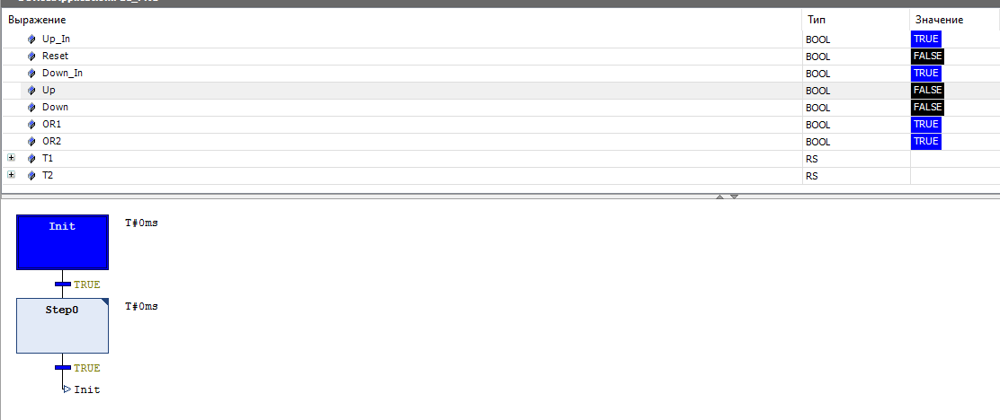 Выражение Тип Значение
Up_In BOOL TRUE
Reset BOOL FALSE
Down_In BOOL TRUE
Up BOOL FALSE
Down BOOL FALSE
OR1 BOOL TRUE
OR2 BOOL TRUE
T1 RS
T2 RS
Init T#0ms
TRUE
Step0 T#0ms
TRUE
Init